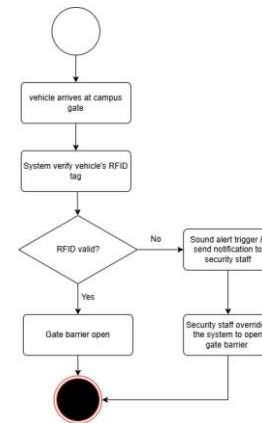 vehicle arrives at campus
gate
System verify vehicle's RFID
tag
RFID valid?
No
Sound alert trigger &
send notification to
security staff
Yes
Gate barrier open
Security staff override
the system to open
gate barrier